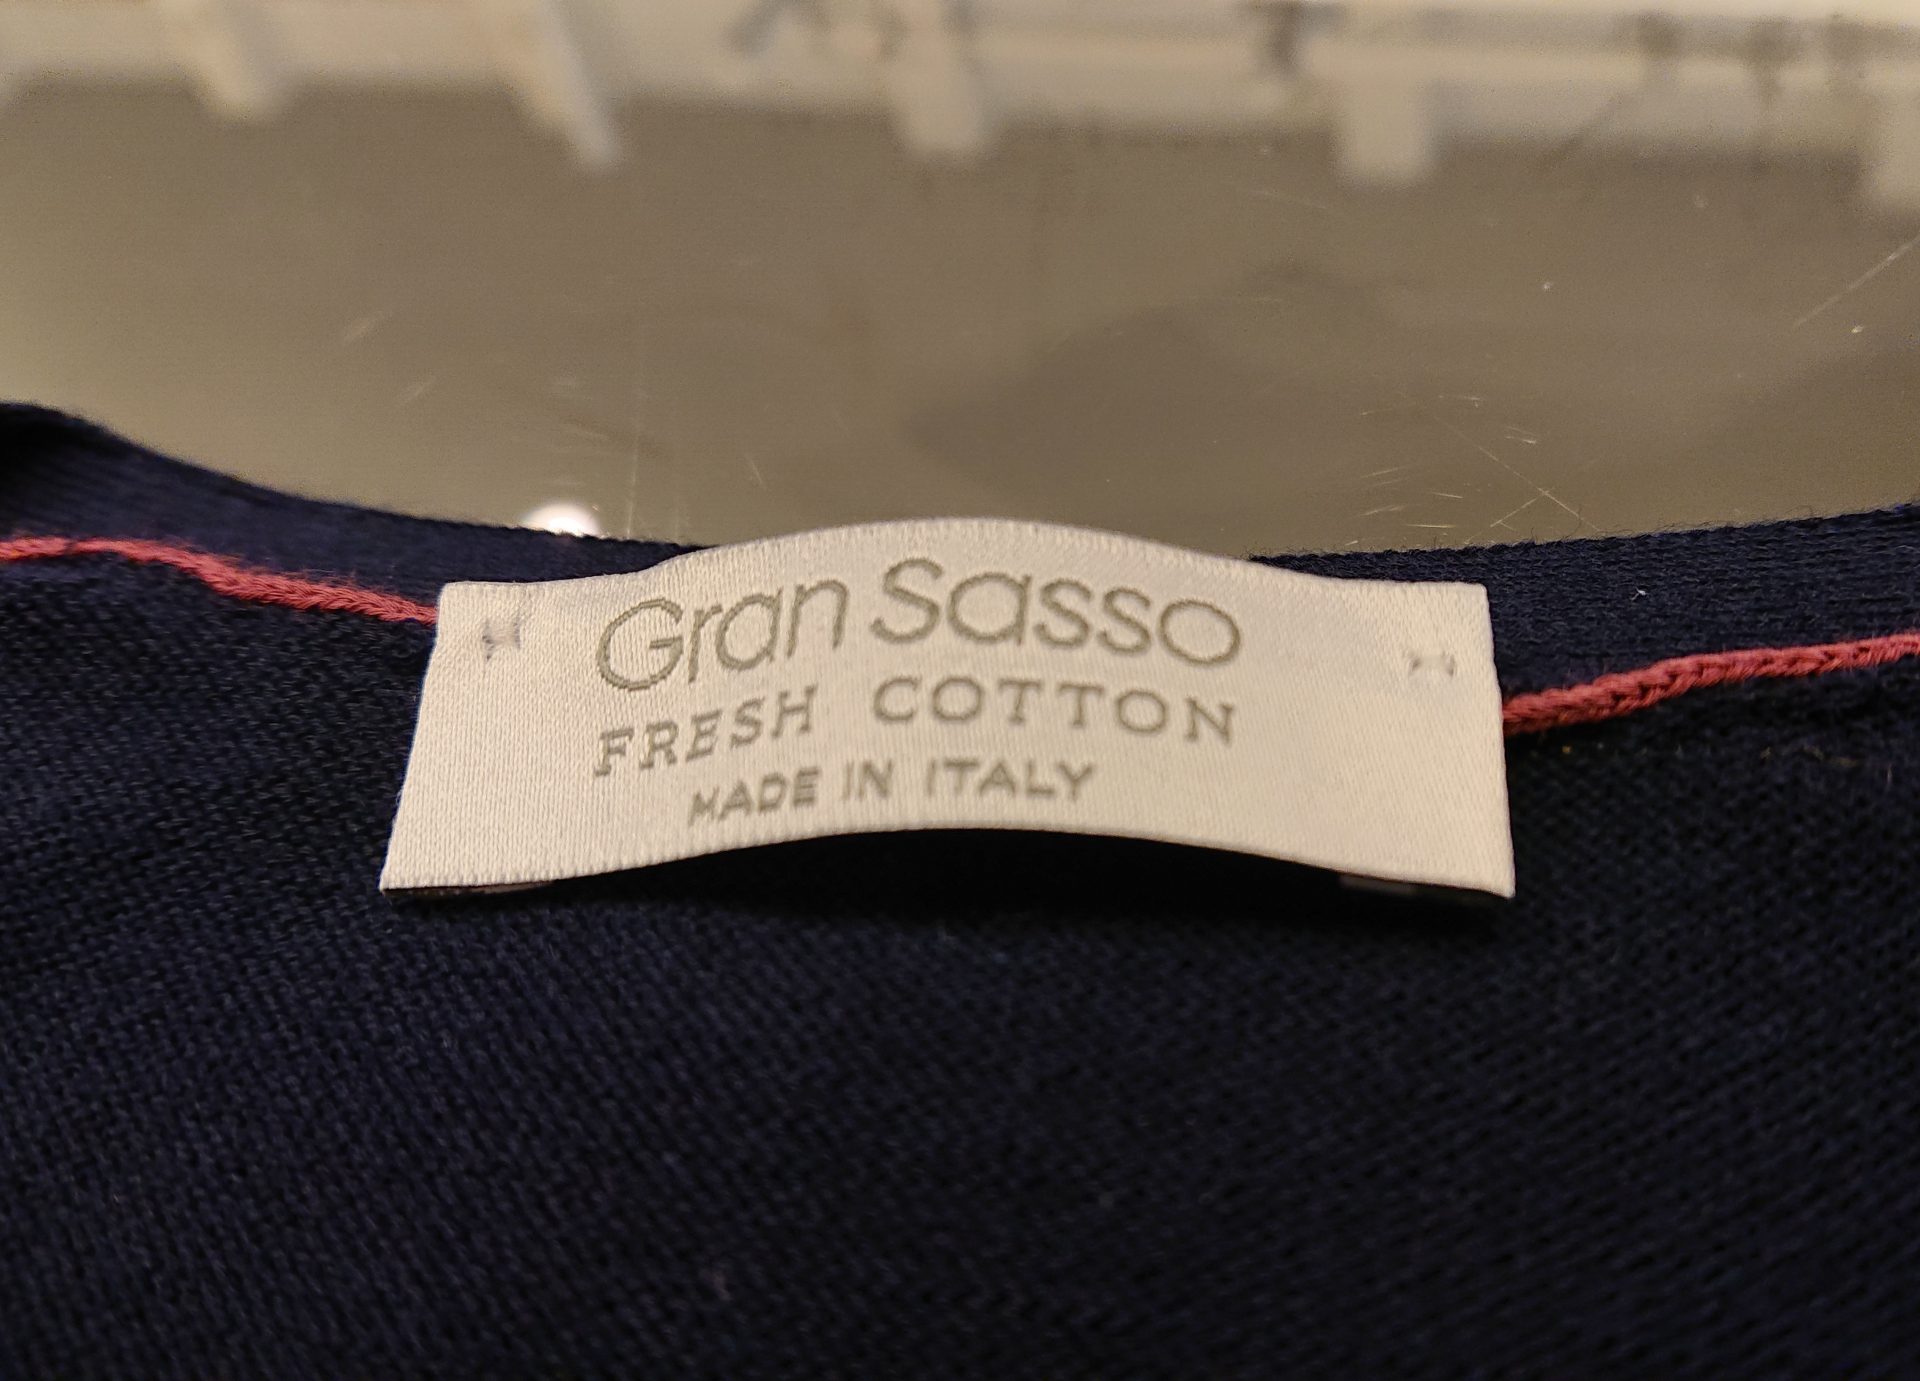 Gran Sasso
FRESH COTTON
MADE IN ITALY